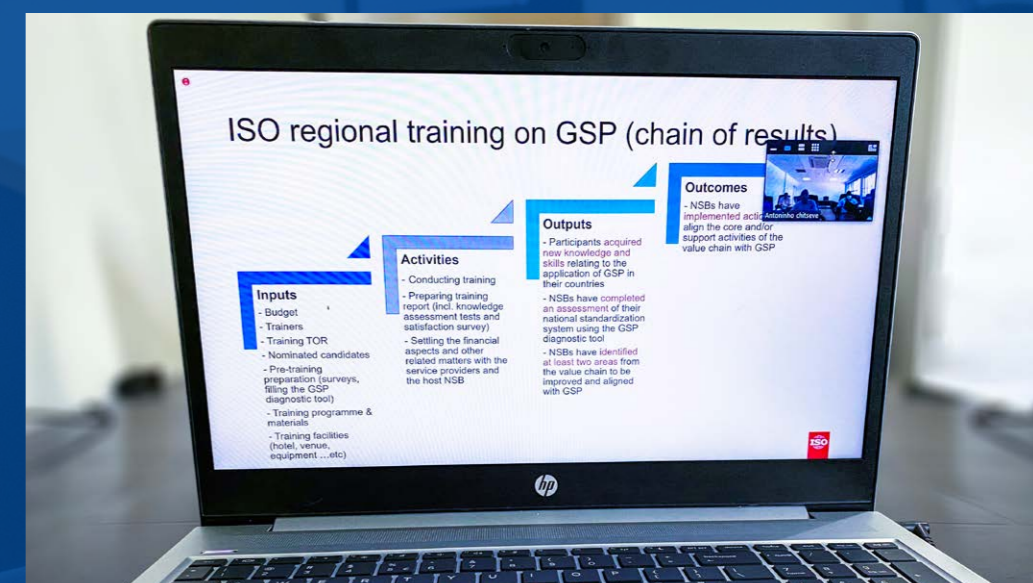 ISO regional training on GSP (chain of results)
Inputs
- Budget
- Trainers
- Training TOR
- Nominated candidates
- Pre-training
preparation (surveys,
filling the GSP
diagnostic tool)
- Training programme &
materials
- Training facilities
(hotel, venue,
equipment ...etc)
Activities
- Conducting training
- Preparing training
report (incl. knowledge
assessment tests and
satisfaction survey)
- Settling the financial
aspects and other
related matters with the
service providers and
the host NSB
Outputs
- Participants acquired
new knowledge and
skills relating to the
application of GSP in
their countries
- NSBs have completed
an assessment of their
national standardization
system using the GSP
diagnostic tool
- NSBs have identified
at least two areas from
the value chain to be
improved and aligned
with GSP
Outcomes
- NSBs have
implemented
align the core and/or
support activities of the
value chain with GSP
Antoninho chitseve
ISO
hp